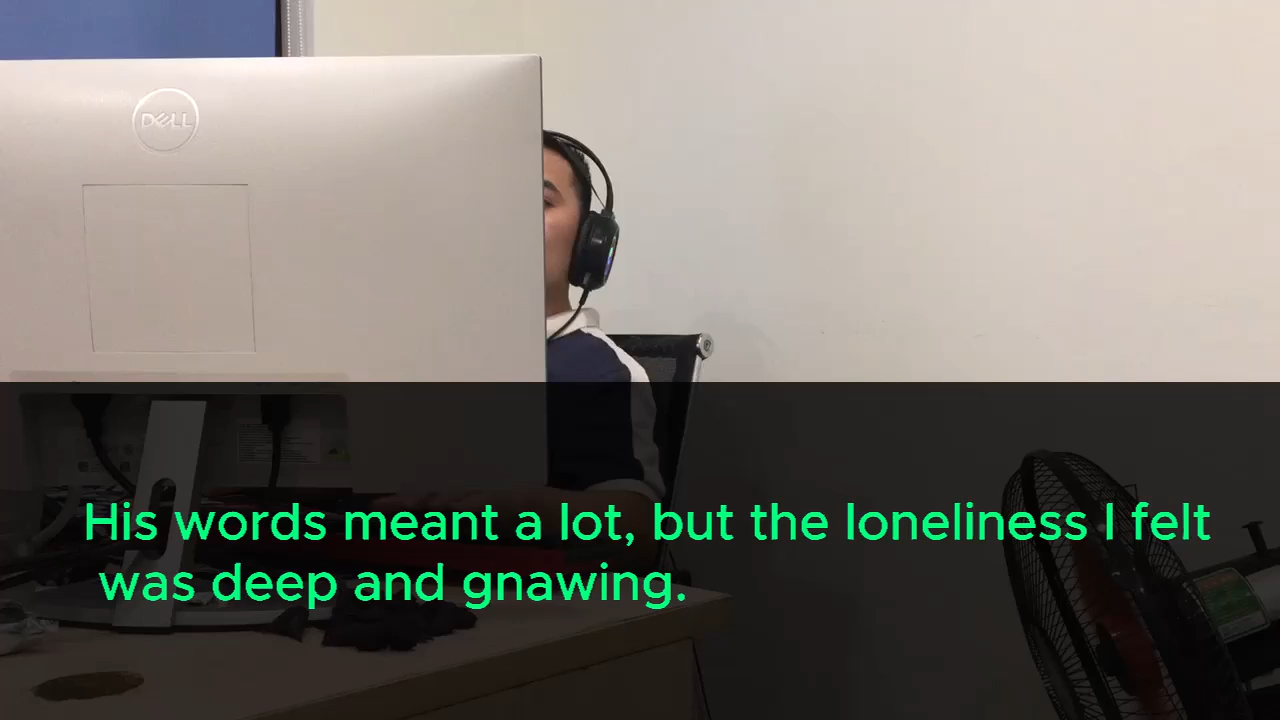 DELL
His words meant a lot, but the loneliness I felt
was deep and gnawing.